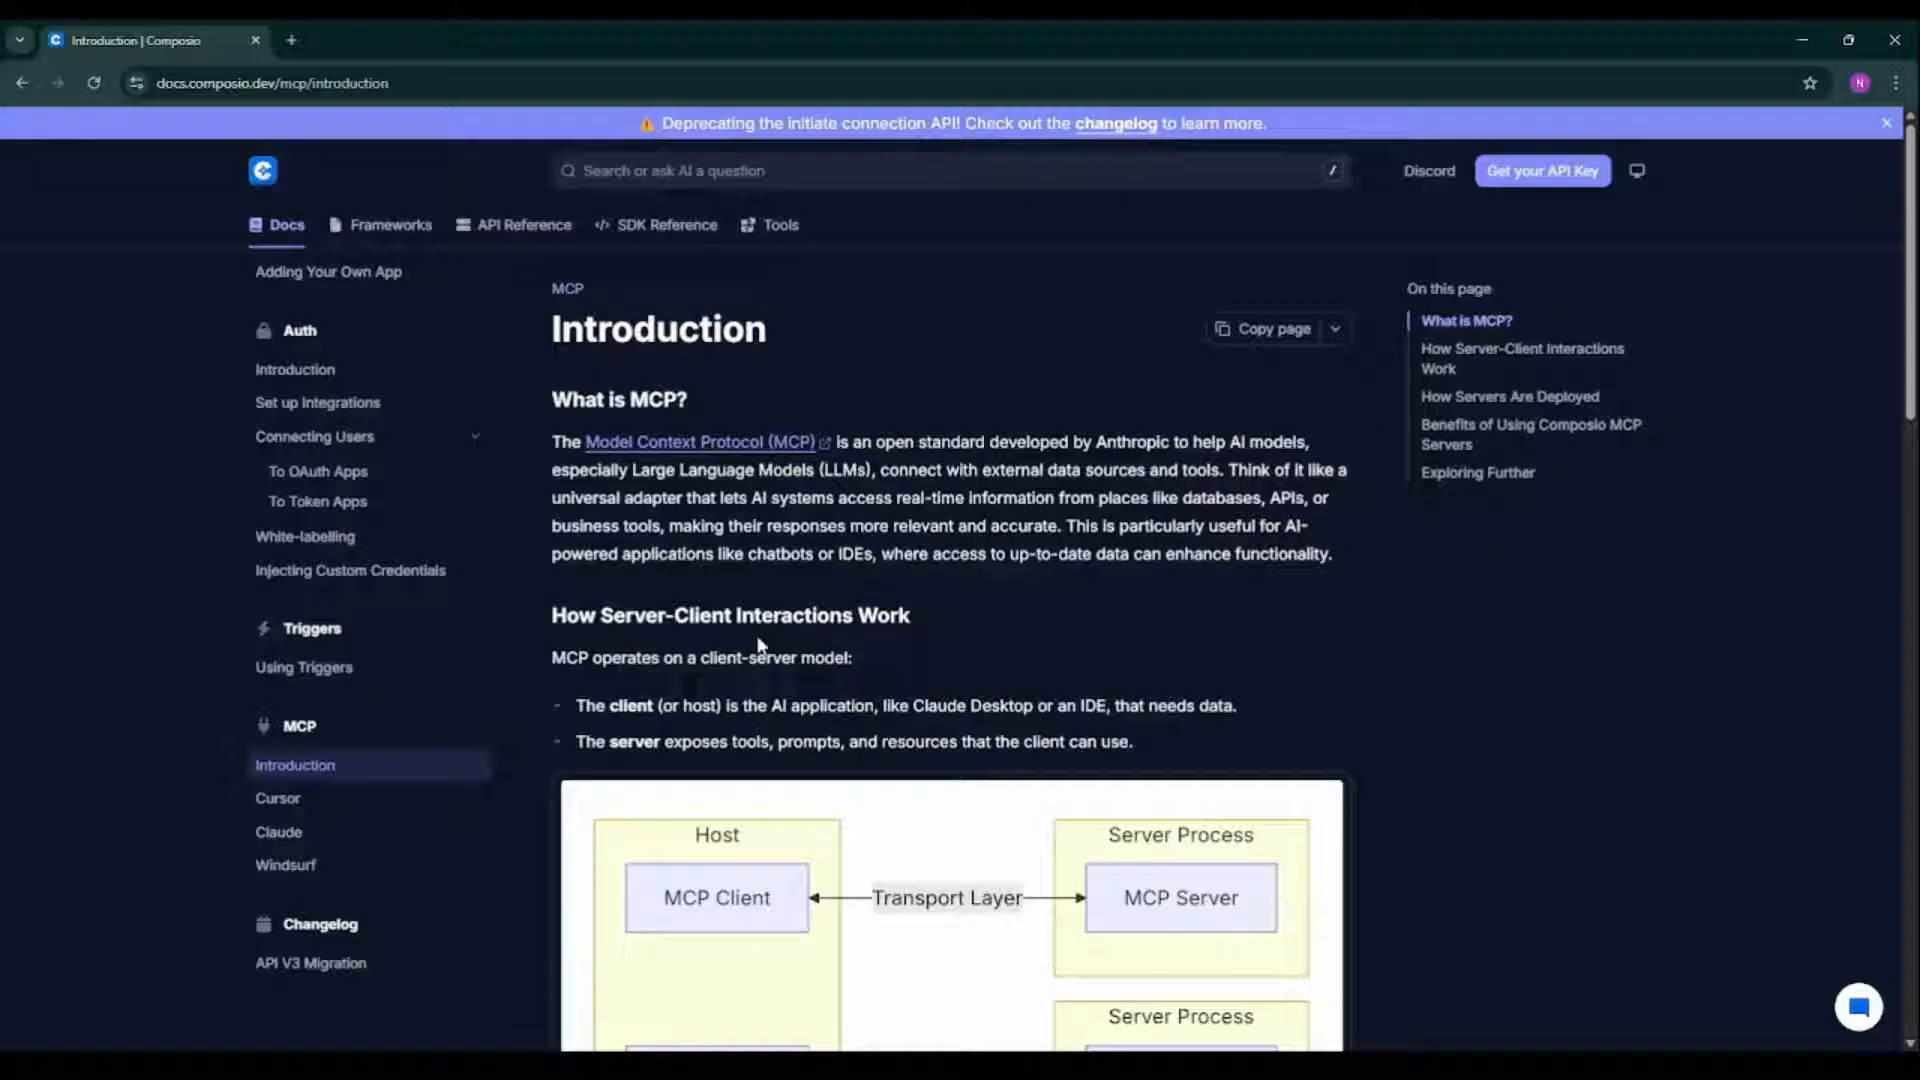 Introduction | Composio
docs.composio.dev/mcp/introduction
N
Deprecating the initiate connection API! Check out the changelog to learn more.
Search or ask AI a question
/
Discord
Get your API Key
Docs
Frameworks
API Reference
SDK Reference
Tools
Adding Your Own App
Auth
Introduction
Set up Integrations
Connecting Users
To OAuth Apps
To Token Apps
White-labelling
Injecting Custom Credentials
Triggers
Using Triggers
MCP
Introduction
Cursor
Claude
Windsurf
Changelog
API V3 Migration
MCP
Introduction
Copy page
What is MCP?
The Model Context Protocol (MCP) is an open standard developed by Anthropic to help AI models,
especially Large Language Models (LLMs), connect with external data sources and tools. Think of it like a
universal adapter that lets AI systems access real-time information from places like databases, APIs, or
business tools, making their responses more relevant and accurate. This is particularly useful for AI-
powered applications like chatbots or IDEs, where access to up-to-date data can enhance functionality.
How Server-Client Interactions Work
MCP operates on a client-server model:
- The client (or host) is the AI application, like Claude Desktop or an IDE, that needs data.
- The server exposes tools, prompts, and resources that the client can use.
Host
MCP Client
Transport Layer
Server Process
MCP Server
Server Process
On this page
What is MCP?
How Server-Client Interactions
Work
How Servers Are Deployed
Benefits of Using Composio MCP
Servers
Exploring Further